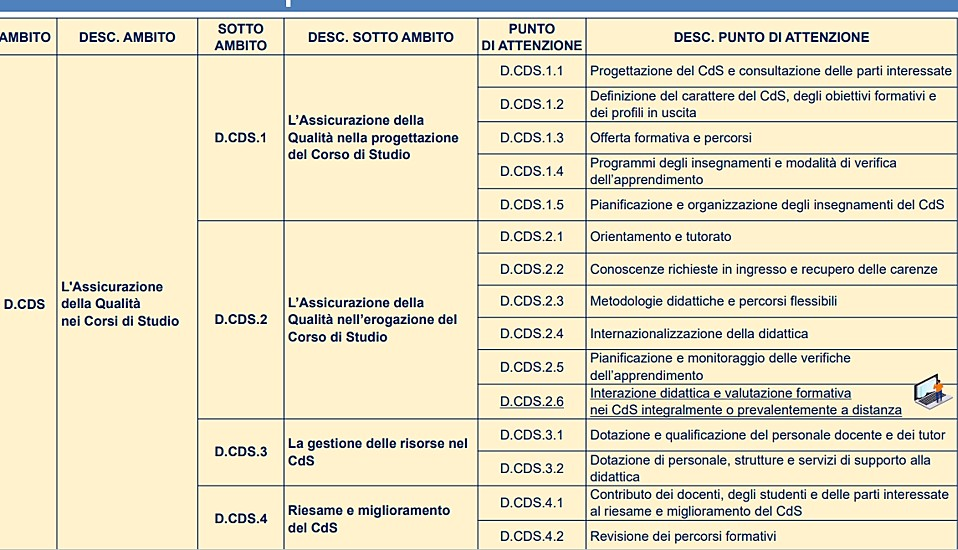 AMBITO
DESC. AMBITO
SOTTO
AMBITO
DESC. SOTTO AMBITO
PUNTO
DI ATTENZIONE
DESC. PUNTO DI ATTENZIONE
D.CDS
L'Assicurazione
della Qualità
nei Corsi di Studio
D.CDS.1
L’Assicurazione della
Qualità nella progettazione
del Corso di Studio
D.CDS.1.1
Progettazione del CdS e consultazione delle parti interessate
D.CDS.1.2
Definizione del carattere del CdS, degli obiettivi formativi e
dei profili in uscita
D.CDS.1.3
Offerta formativa e percorsi
D.CDS.1.4
Programmi degli insegnamenti e modalità di verifica
dell’apprendimento
D.CDS.1.5
Pianificazione e organizzazione degli insegnamenti del CdS
D.CDS.2
L’Assicurazione della
Qualità nell’erogazione del
Corso di Studio
D.CDS.2.1
Orientamento e tutorato
D.CDS.2.2
Conoscenze richieste in ingresso e recupero delle carenze
D.CDS.2.3
Metodologie didattiche e percorsi flessibili
D.CDS.2.4
Internazionalizzazione della didattica
D.CDS.2.5
Pianificazione e monitoraggio delle verifiche
dell’apprendimento
D.CDS.2.6
Interazione didattica e valutazione formativa
nei CdS integralmente o prevalentemente a distanza
D.CDS.3
La gestione delle risorse nel
CdS
D.CDS.3.1
Dotazione e qualificazione del personale docente e dei tutor
D.CDS.3.2
Dotazione di personale, strutture e servizi di supporto alla
didattica
D.CDS.4
Riesame e miglioramento
del CdS
D.CDS.4.1
Contributo dei docenti, degli studenti e delle parti interessate
al riesame e miglioramento del CdS
D.CDS.4.2
Revisione dei percorsi formativi